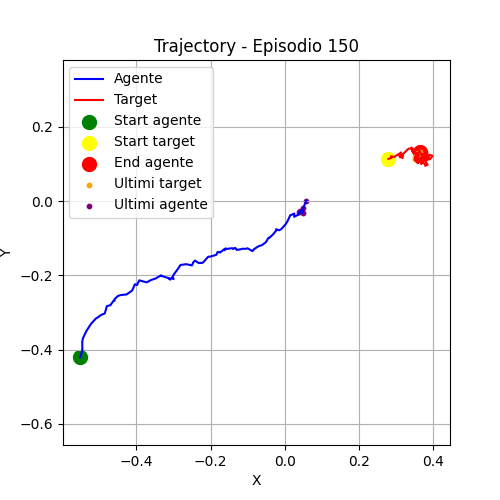 Trajectory - Episodio 150
Agente
Target
Start agente
Start target
End agente
Ultimi target
Ultimi agente
0.2
0.0
−0.2
−0.4
−0.6
Y
−0.4
−0.2
0.0
0.2
0.4
X